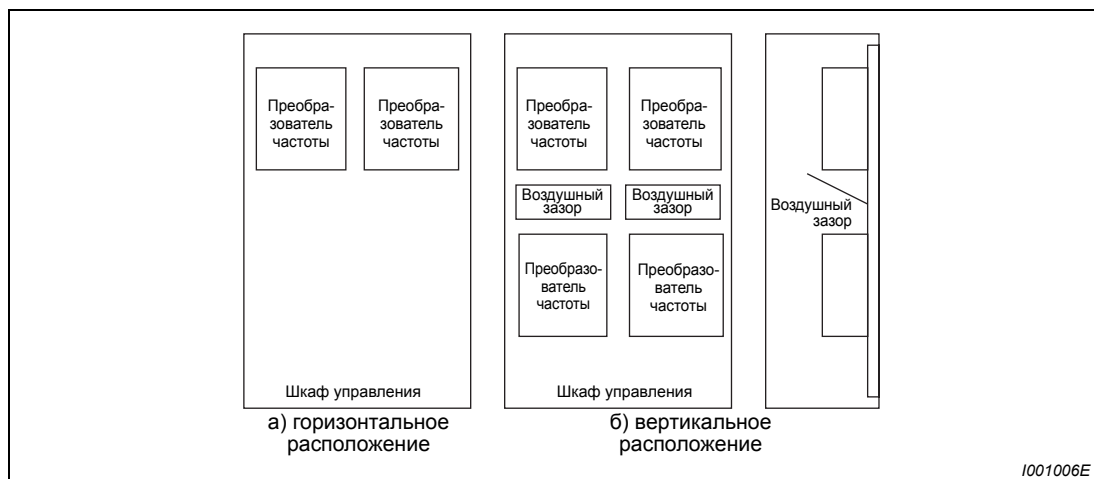 Преобра-
зователь
частоты
Преобра-
зователь
частоты
Шкаф управления
а) горизонтальное
расположение
Преобра-
зователь
частоты
Преобра-
зователь
частоты
Воздушный
зазор
Воздушный
зазор
Преобразо-
ватель
частоты
Преобразо-
ватель
частоты
Шкаф управления
Воздушный
зазор
б) вертикальное
расположение
I001006E